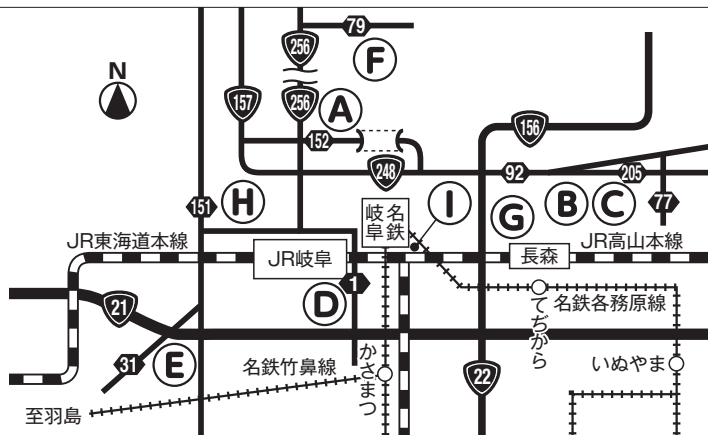 79
256
F
N
256
A
157
152
156
248
92
205
B
C
77
151
H
名鉄
岐阜
I
G
JR東海道本線
JR岐阜
長森
JR高山本線
1
D
21
てぢから
名鉄各務原線
31
E
名鉄竹鼻線
かさまつ
22
いぬやま
至羽島